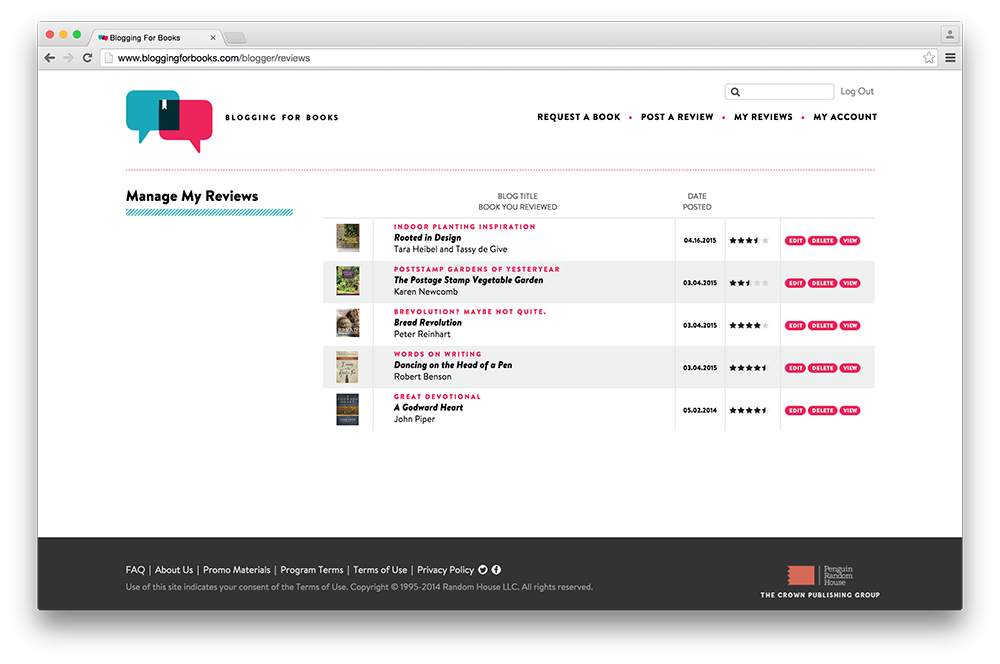 Blogging For Books
www.bloggingforbooks.com/blogger/reviews
Log Out
BLOGGING FOR BOOKS
REQUEST A BOOK • POST A REVIEW • MY REVIEWS • MY ACCOUNT
Manage My Reviews
BLOG TITLE
BOOK YOU REVIEWED
DATE
POSTED
INDOOR PLANTING INSPIRATION
Rooted in Design
Tara Heibel and Tassy de Give
04.16.2015
EDIT DELETE VIEW
POSTSTAMP GARDENS OF YESTERYEAR
The Postage Stamp Vegetable Garden
Karen Newcomb
03.04.2015
EDIT DELETE VIEW
BREVOLUTION? MAYBE NOT QUITE.
Bread Revolution
Peter Reinhart
03.04.2015
EDIT DELETE VIEW
WORDS ON WRITING
Dancing on the Head of a Pen
Robert Benson
03.04.2015
EDIT DELETE VIEW
GREAT DEVOTIONAL
A Godward Heart
John Piper
05.02.2014
EDIT DELETE VIEW
FAQ | About Us | Promo Materials | Program Terms | Terms of Use | Privacy Policy
Use of this site indicates your consent of the Terms of Use. Copyright © 1995-2014 Random House LLC. All rights reserved.
Penguin
Random
House
THE CROWN PUBLISHING GROUP